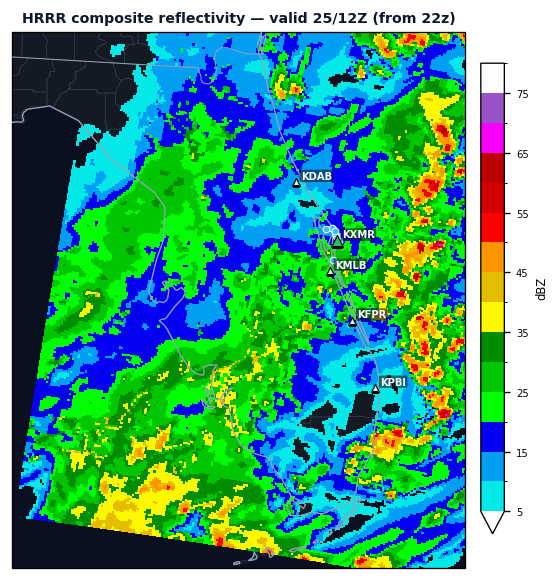 HRRR composite reflectivity — valid 25/12Z (from 22z)
75
65
55
45
35
25
15
5
dBZ
KDAB
KXMR
KMLB
KFPR
KPBI